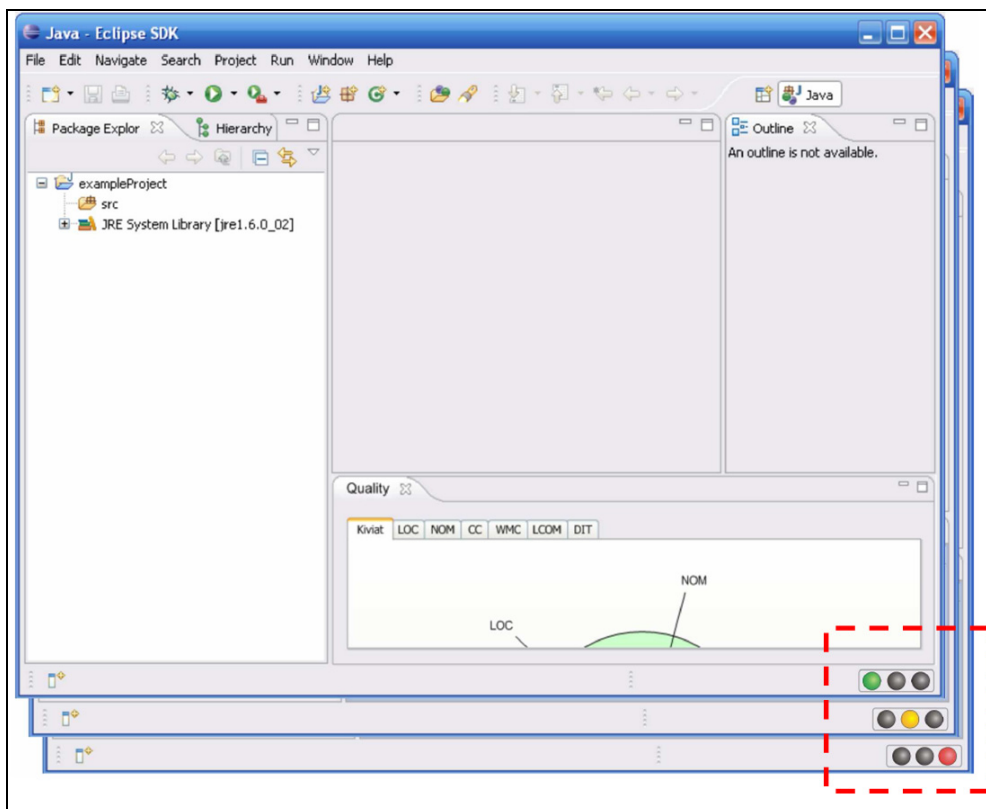 Java - Eclipse SDK
File Edit Navigate Search Project Run Window Help
Java
Package Explor Hierarchy
Outline
An outline is not available.
exampleProject
src
JRE System Library [jre1.6.0_02]
Quality
Kiviat LOC NOM CC WMC LCOM DIT
NOM
LOC